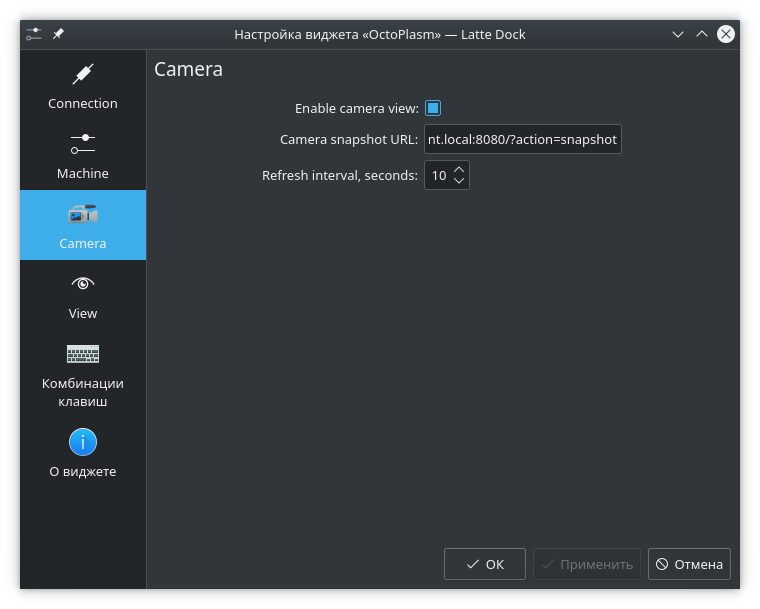 Настройка виджета «OctoPlasm» — Latte Dock
Connection
Machine
Camera
View
Комбинации
клавиш
О виджете
Camera
Enable camera view:
Camera snapshot URL: nt.local:8080/?action=snapshot
Refresh interval, seconds: 10
ОК
Применить
Отмена